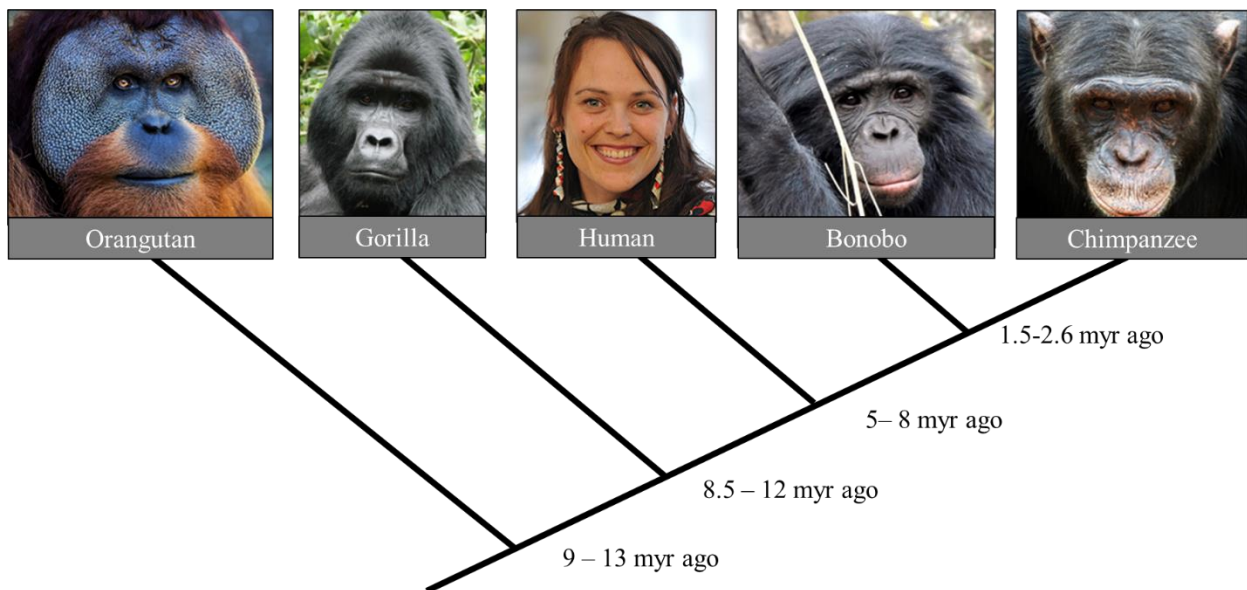 Orangutan
Gorilla
Human
Bonobo
Chimpanzee
1.5-2.6 myr ago
5– 8 myr ago
8.5 – 12 myr ago
9 – 13 myr ago